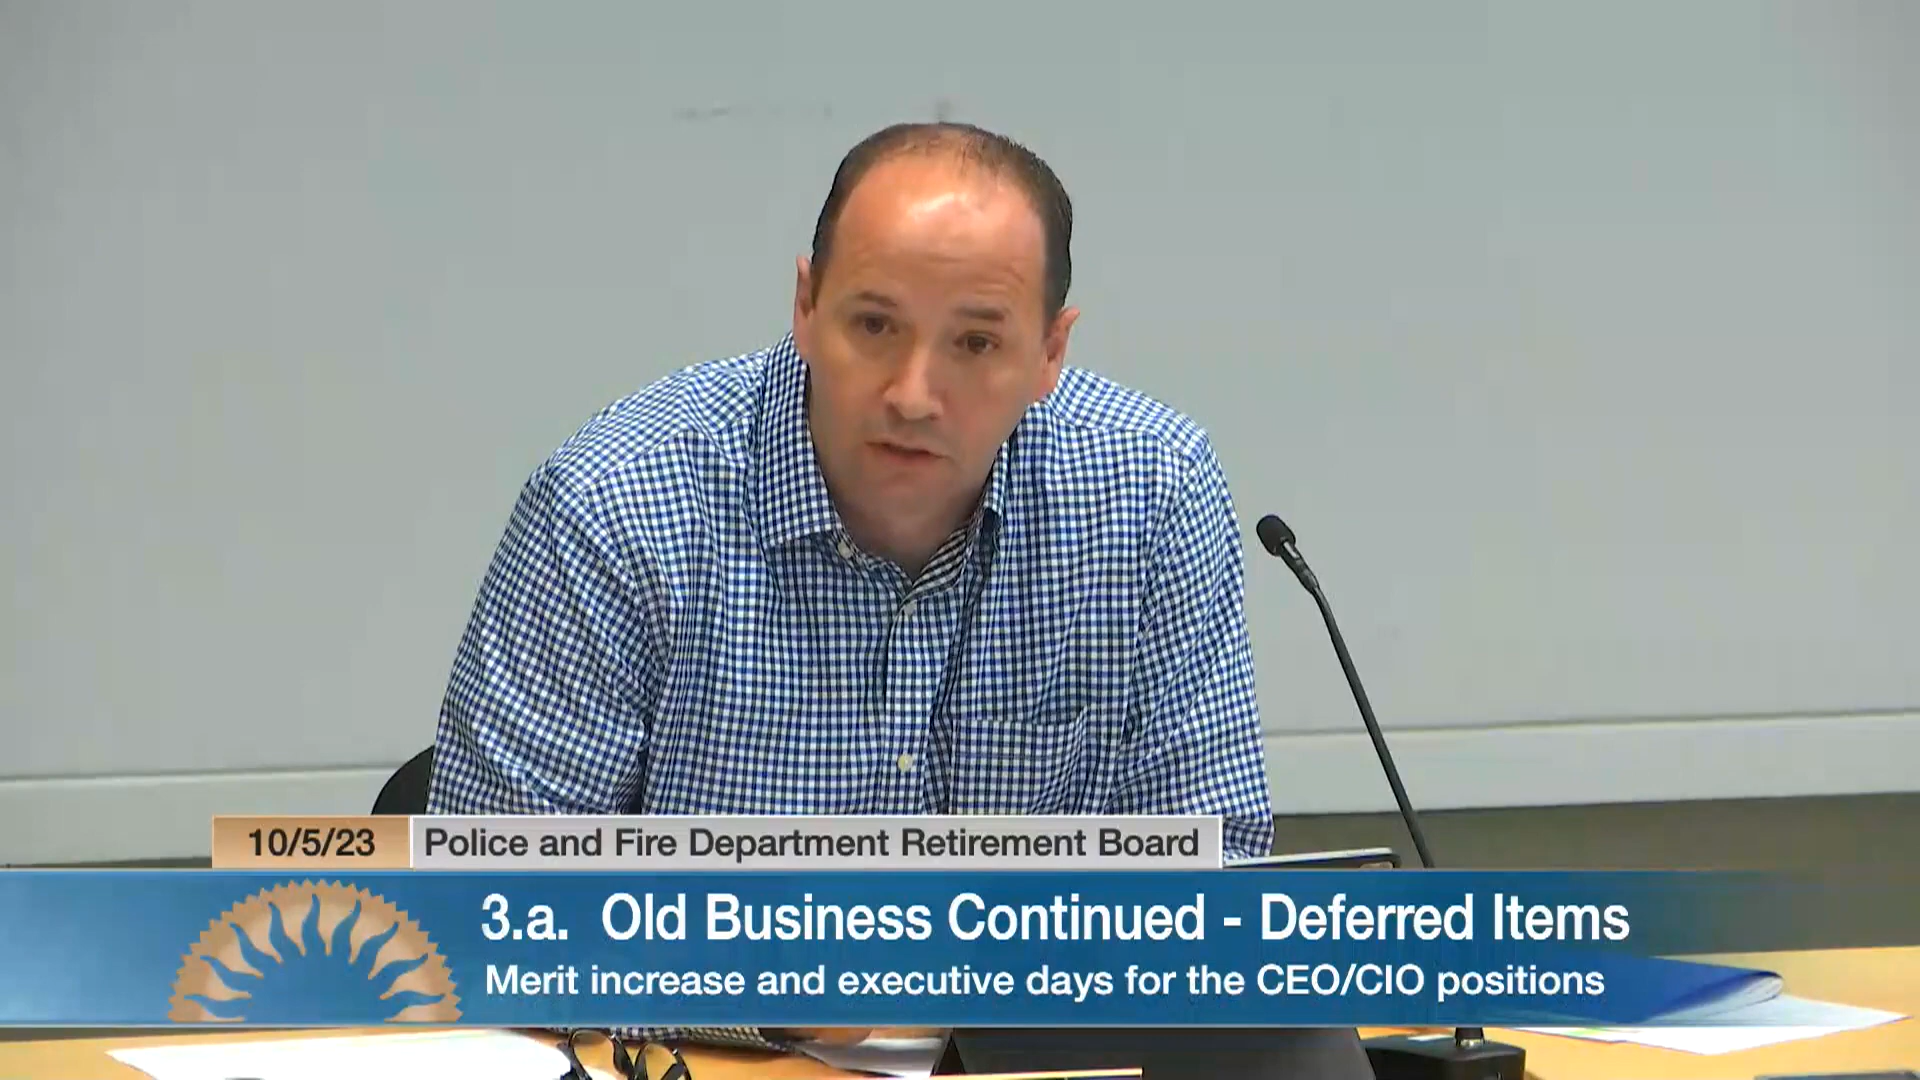 10/5/23 Police and Fire Department Retirement Board
3.a. Old Business Continued - Deferred Items
Merit increase and executive days for the CEO/CIO positions